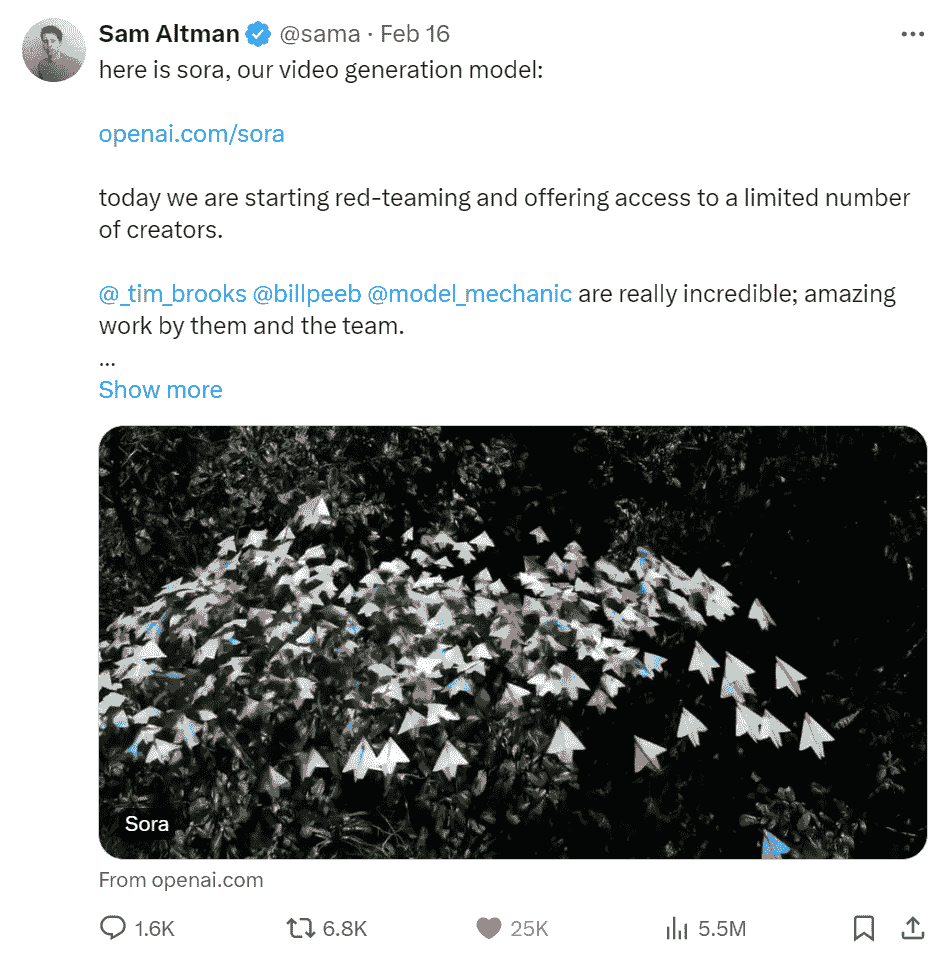 Sam Altman @sama · Feb 16
here is sora, our video generation model:
openai.com/sora
today we are starting red-teaming and offering access to a limited number
of creators.
@_tim_brooks @billpeeb @model_mechanic are really incredible; amazing
work by them and the team.
...
Show more
Sora
From openai.com
1.6K 6.8K 25K 5.5M